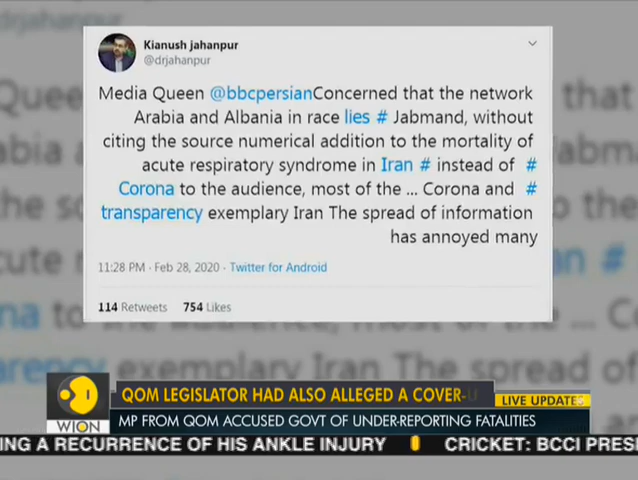 Kianush jahanpur
@drjahanpur
Media Queen @bbcpersianConcerned that the network
Arabia and Albania in race lies # Jabmand, without
citing the source numerical addition to the mortality of
acute respiratory syndrome in Iran # instead of #
Corona to the audience, most of the ... Corona and #
transparency exemplary Iran The spread of information
has annoyed many
11:28 PM · Feb 28, 2020 · Twitter for Android
114 Retweets 754 Likes
QOM LEGISLATOR HAD ALSO ALLEGED A COVER-U
LIVE UPDATES
MP FROM QOM ACCUSED GOVT OF UNDER-REPORTING FATALITIES
WION
ING A RECURRENCE OF HIS ANKLE INJURY CRICKET: BCCI PRES